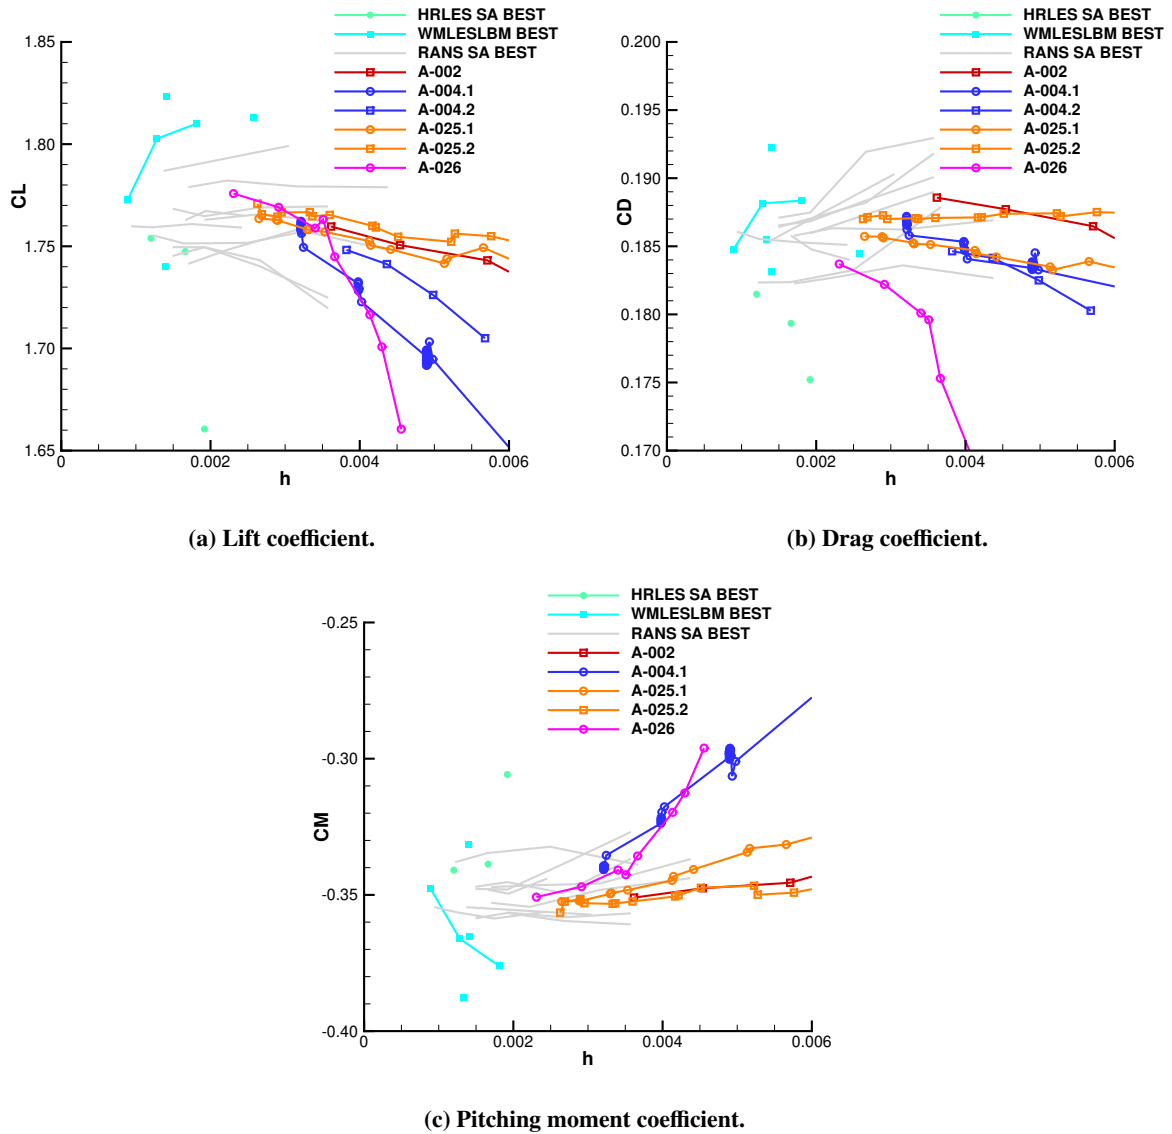 HRLES SA BEST
WMLESLBM BEST
RANS SA BEST
A-002
A-004.1
A-004.2
A-025.1
A-025.2
A-026
1.85
1.80
1.75
1.70
1.65
CL
0
0.002
0.004
0.006
h
(a) Lift coefficient.
HRLES SA BEST
WMLESLBM BEST
RANS SA BEST
A-002
A-004.1
A-004.2
A-025.1
A-025.2
A-026
0.200
0.195
0.190
0.185
0.180
0.175
0.170
CD
0
0.002
0.004
0.006
h
(b) Drag coefficient.
HRLES SA BEST
WMLESLBM BEST
RANS SA BEST
A-002
A-004.1
A-025.1
A-025.2
A-026
-0.25
-0.30
-0.35
-0.40
CM
0
0.002
0.004
0.006
h
(c) Pitching moment coefficient.